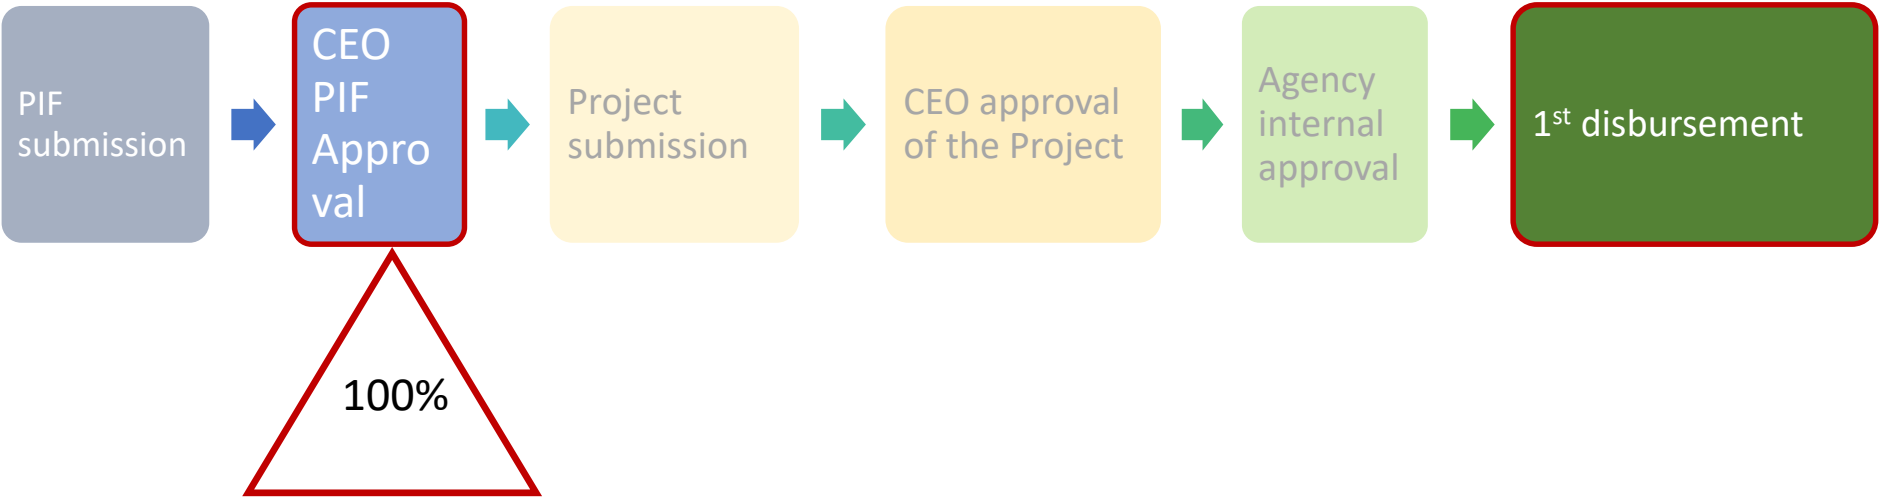 PIF
submission
CEO
PIF
Appro
val
Project
submission
CEO approval
of the Project
Agency
internal
approval
1st disbursement
100%